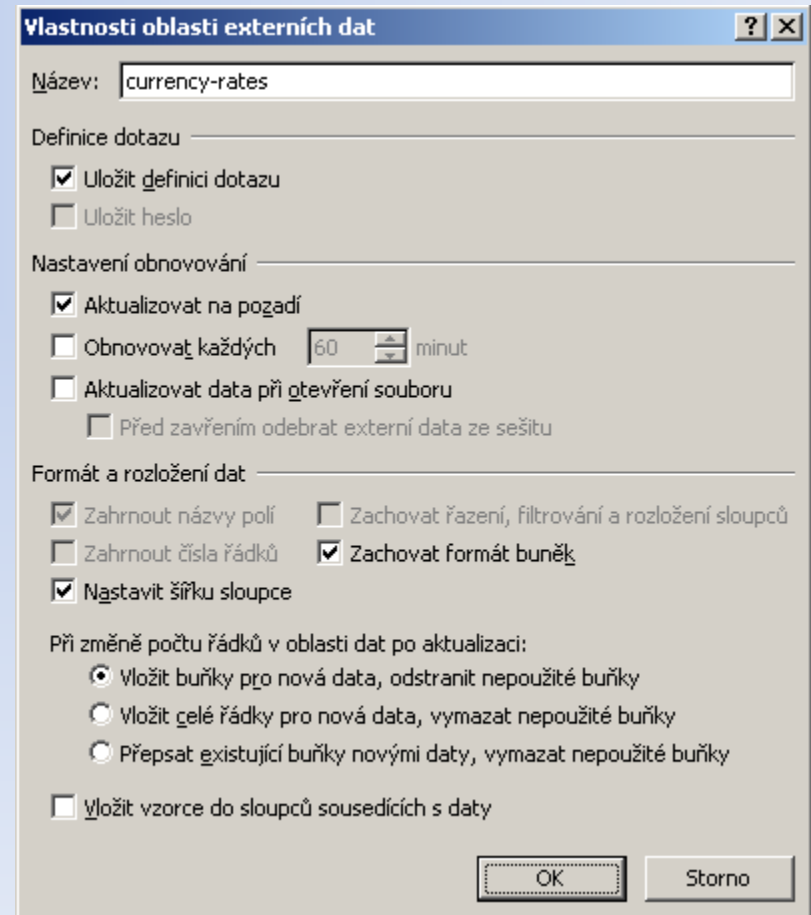 Vlastnosti oblasti externích dat
Název: currency-rates
Definice dotazu
Uložit definici dotazu
Uložit heslo
Nastavení obnovování
Aktualizovat na pozadí
Obnovovat každých 60 minut
Aktualizovat data při otevření souboru
Před zavřením odebrat externí data ze sešitu
Formát a rozložení dat
Zahrnout názvy polí Zachovat řazení, filtrování a rozložení sloupců
Zahrnout čísla řádků Zachovat formát buněk
Nastavit šířku sloupce
Při změně počtu řádků v oblasti dat po aktualizaci:
Vložit buňky pro nová data, odstranit nepoužité buňky
Vložit celé řádky pro nová data, vymazat nepoužité buňky
Přepsat existující buňky novými daty, vymazat nepoužité buňky
Vložit vzorce do sloupců sousedících s daty
OK Storno